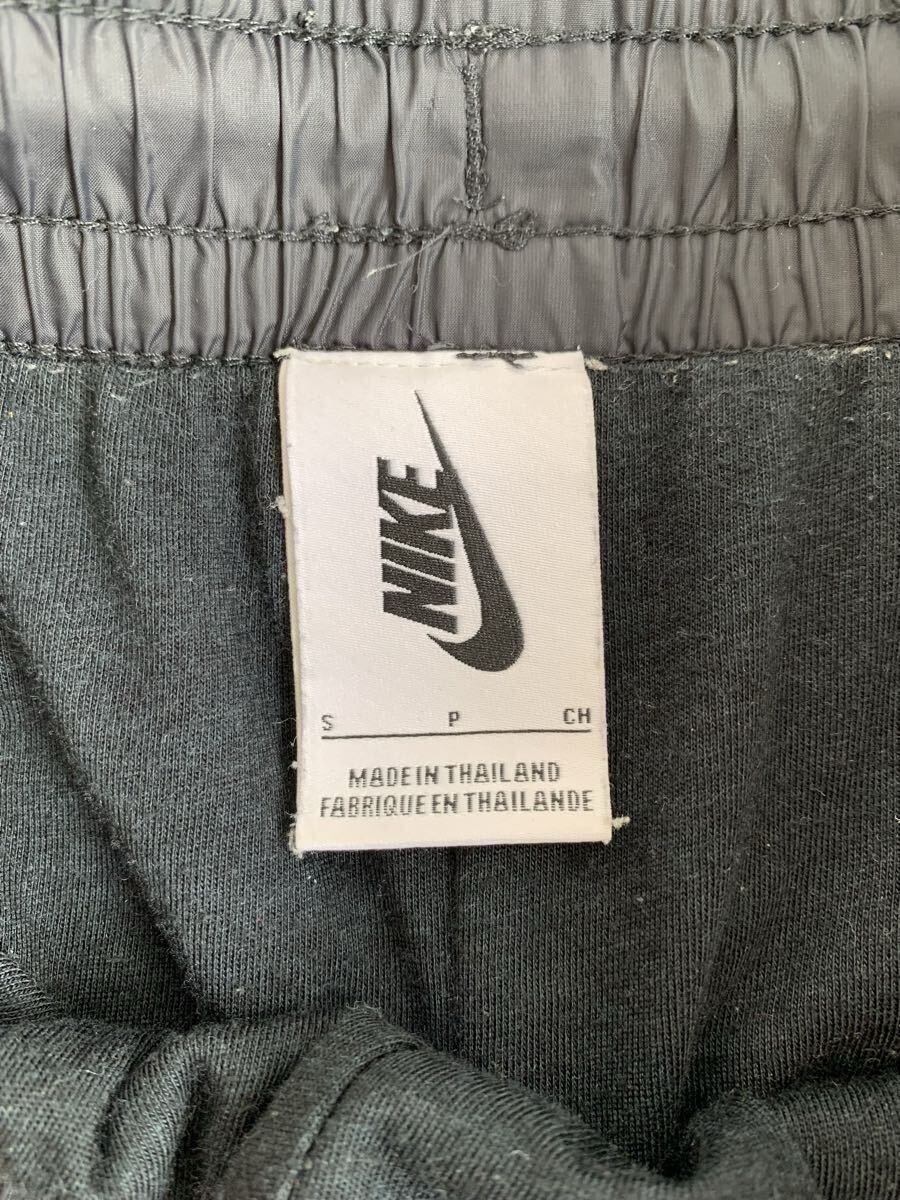 NIKE
S P CH
MADE IN THAILAND
FABRIQUE EN THAILANDE